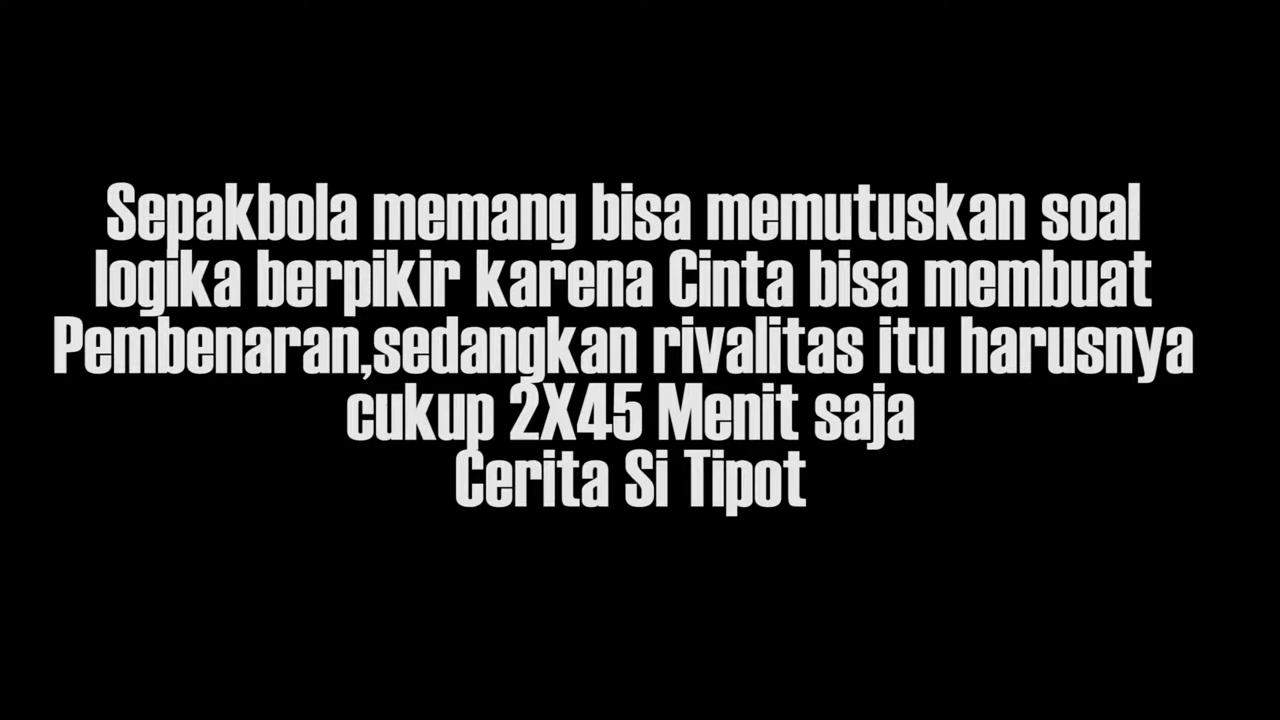 Sepakbola memang bisa memutuskan soal
logika berpikir karena Cinta bisa membuat
Pembenaran,sedangkan rivalitas itu harusnya
cukup 2X45 Menit saja
Cerita Si Tipot